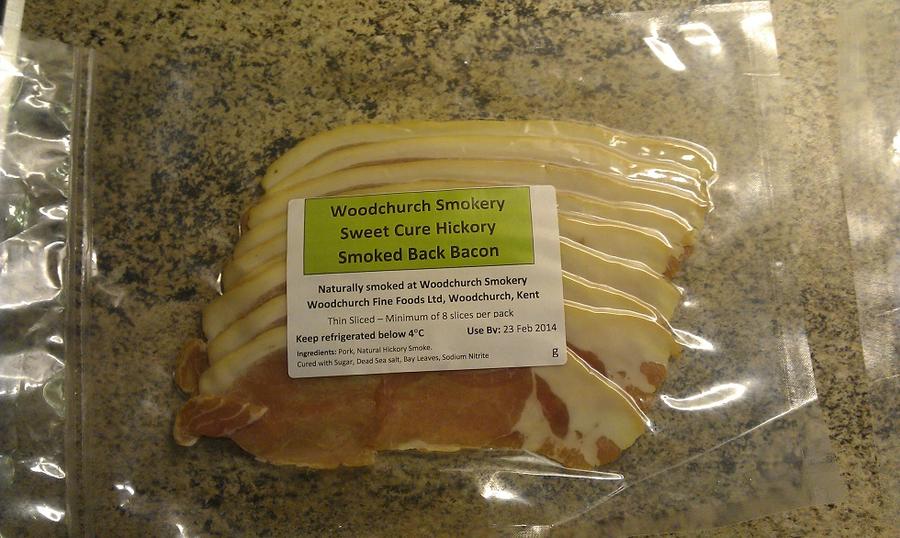 Woodchurch Smokery
Sweet Cure Hickory
Smoked Back Bacon
Naturally smoked at Woodchurch Smokery
Woodchurch Fine Foods Ltd, Woodchurch, Kent
Thin Sliced – Minimum of 8 slices per pack
Keep refrigerated below 4°C Use By: 23 Feb 2014
Ingredients: Pork, Natural Hickory Smoke.
Cured with Sugar, Dead Sea salt, Bay Leaves, Sodium Nitrite
g